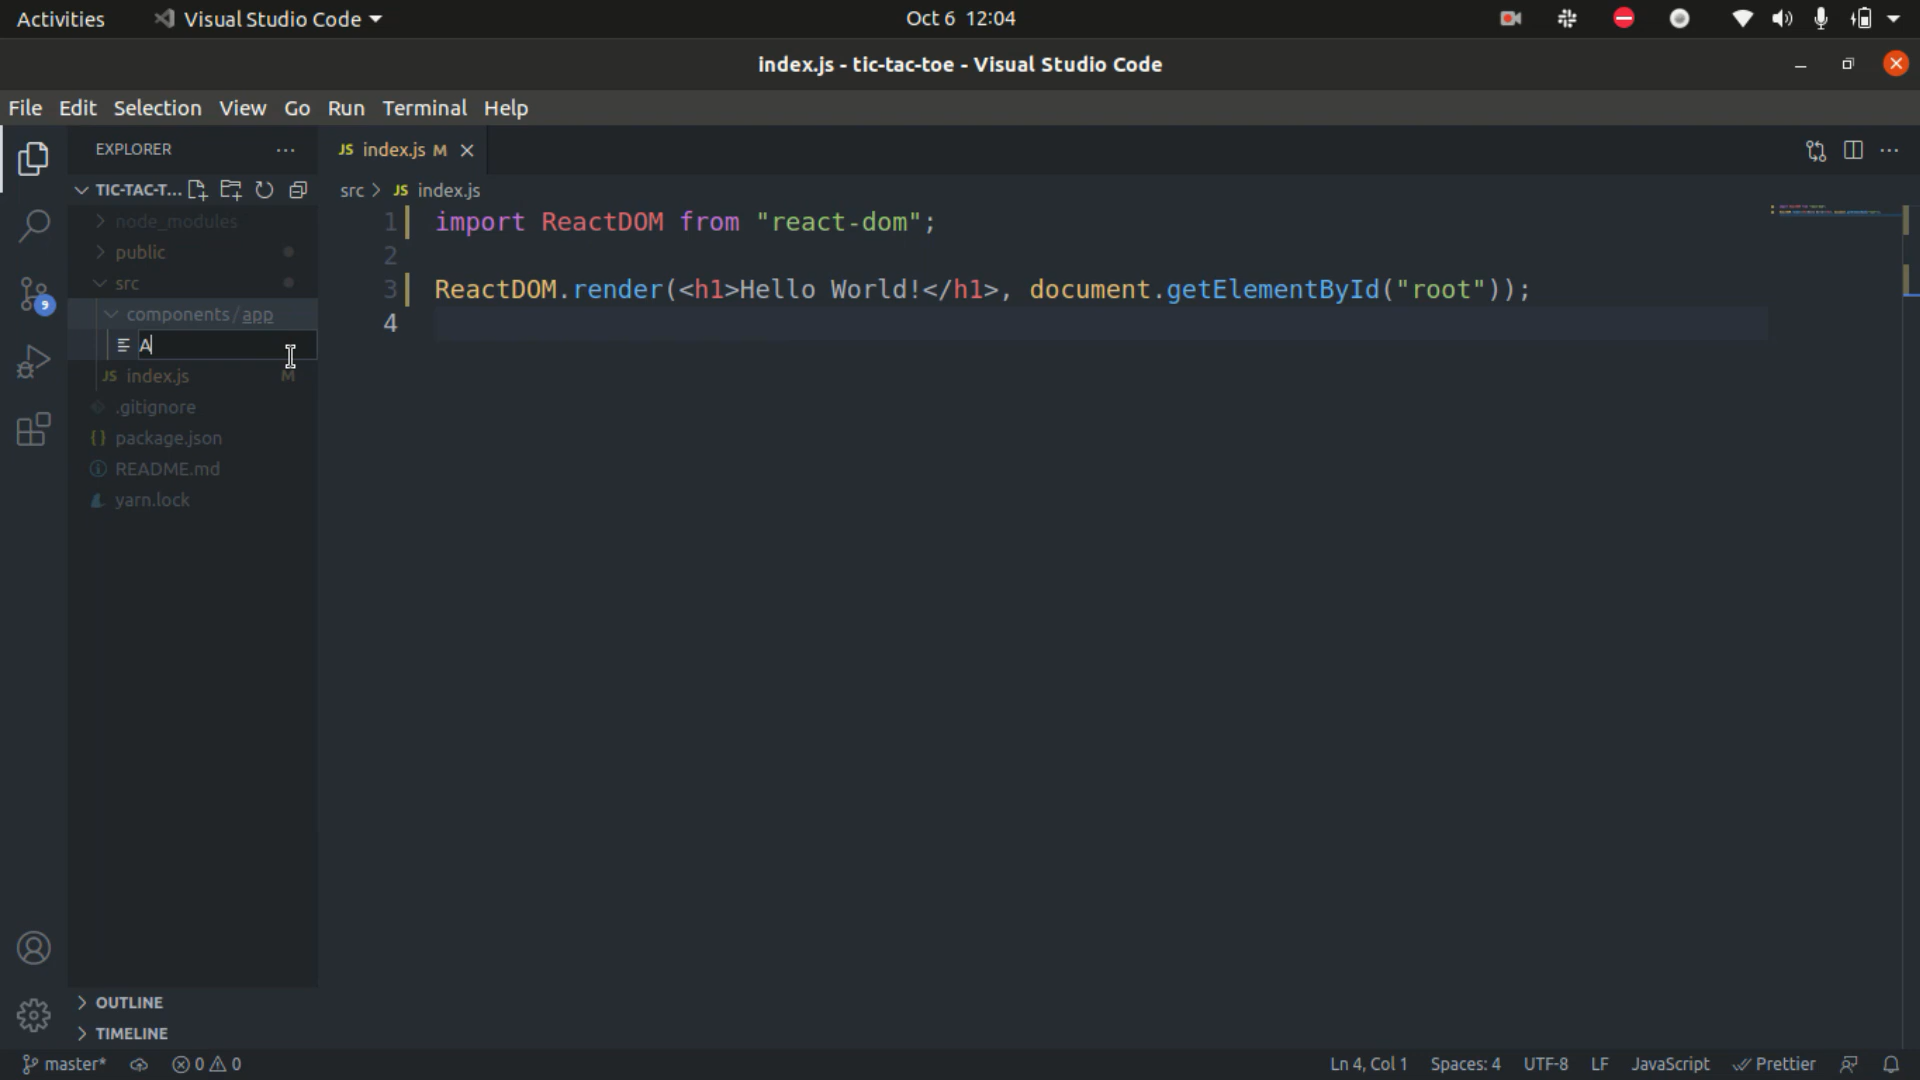 Activities
Visual Studio Code
Oct 6 12:04
index.js - tic-tac-toe - Visual Studio Code
File Edit Selection View Go Run Terminal Help
EXPLORER
TIC-TAC-T...
node_modules
public
src
components/app
A
JS index.js M
.gitignore
{} package.json
README.md
yarn.lock
OUTLINE
TIMELINE
9
JS index.js M
src > JS index.js
1 import ReactDOM from "react-dom";
2
3 ReactDOM.render(<h1>Hello World!</h1>, document.getElementById("root"));
4
master* 0 0
Ln 4, Col 1 Spaces: 4 UTF-8 LF JavaScript Prettier